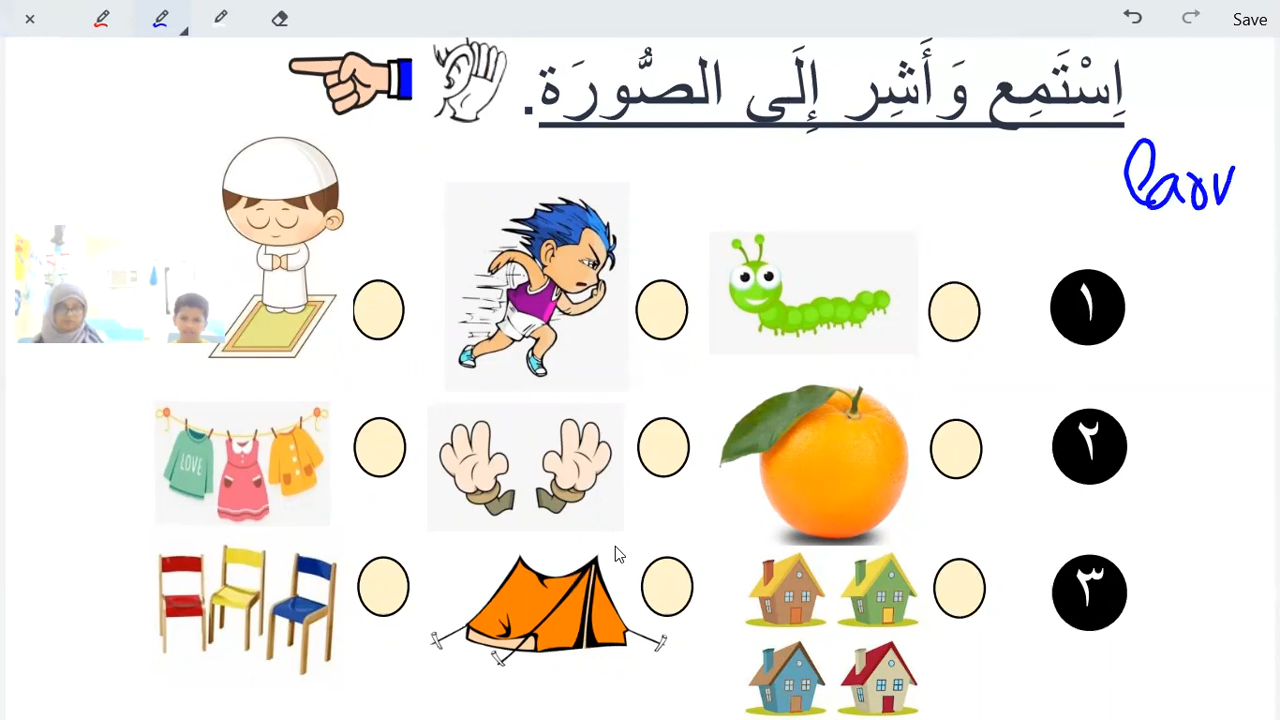 Save
اِسْتَمِع وَأَشِر إِلَى الصُّورَة.
١
LOVE
٢
٣